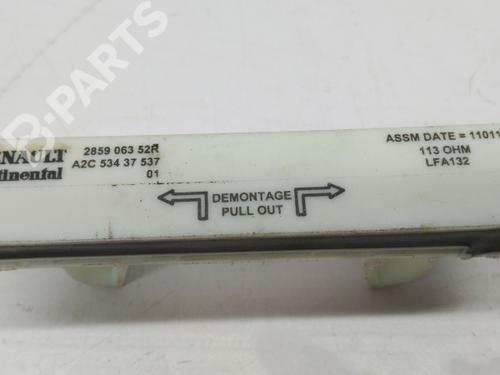 2859 063 52R
A2C 534 37 537
01
DEMONTAGE
PULL OUT
ASSM DATE = 11011
113 OHM
LFA132
B-PARTS